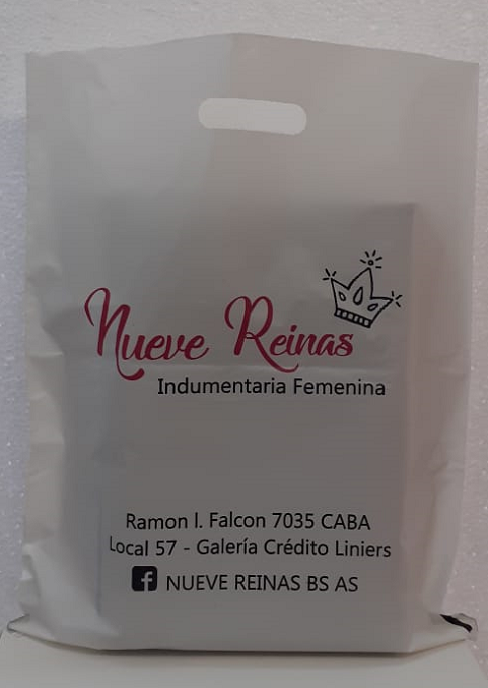 Nueve Reinas
Indumentaria Femenina
Ramon l. Falcon 7035 CABA
Local 57 - Galería Crédito Liniers
f NUEVE REINAS BS AS